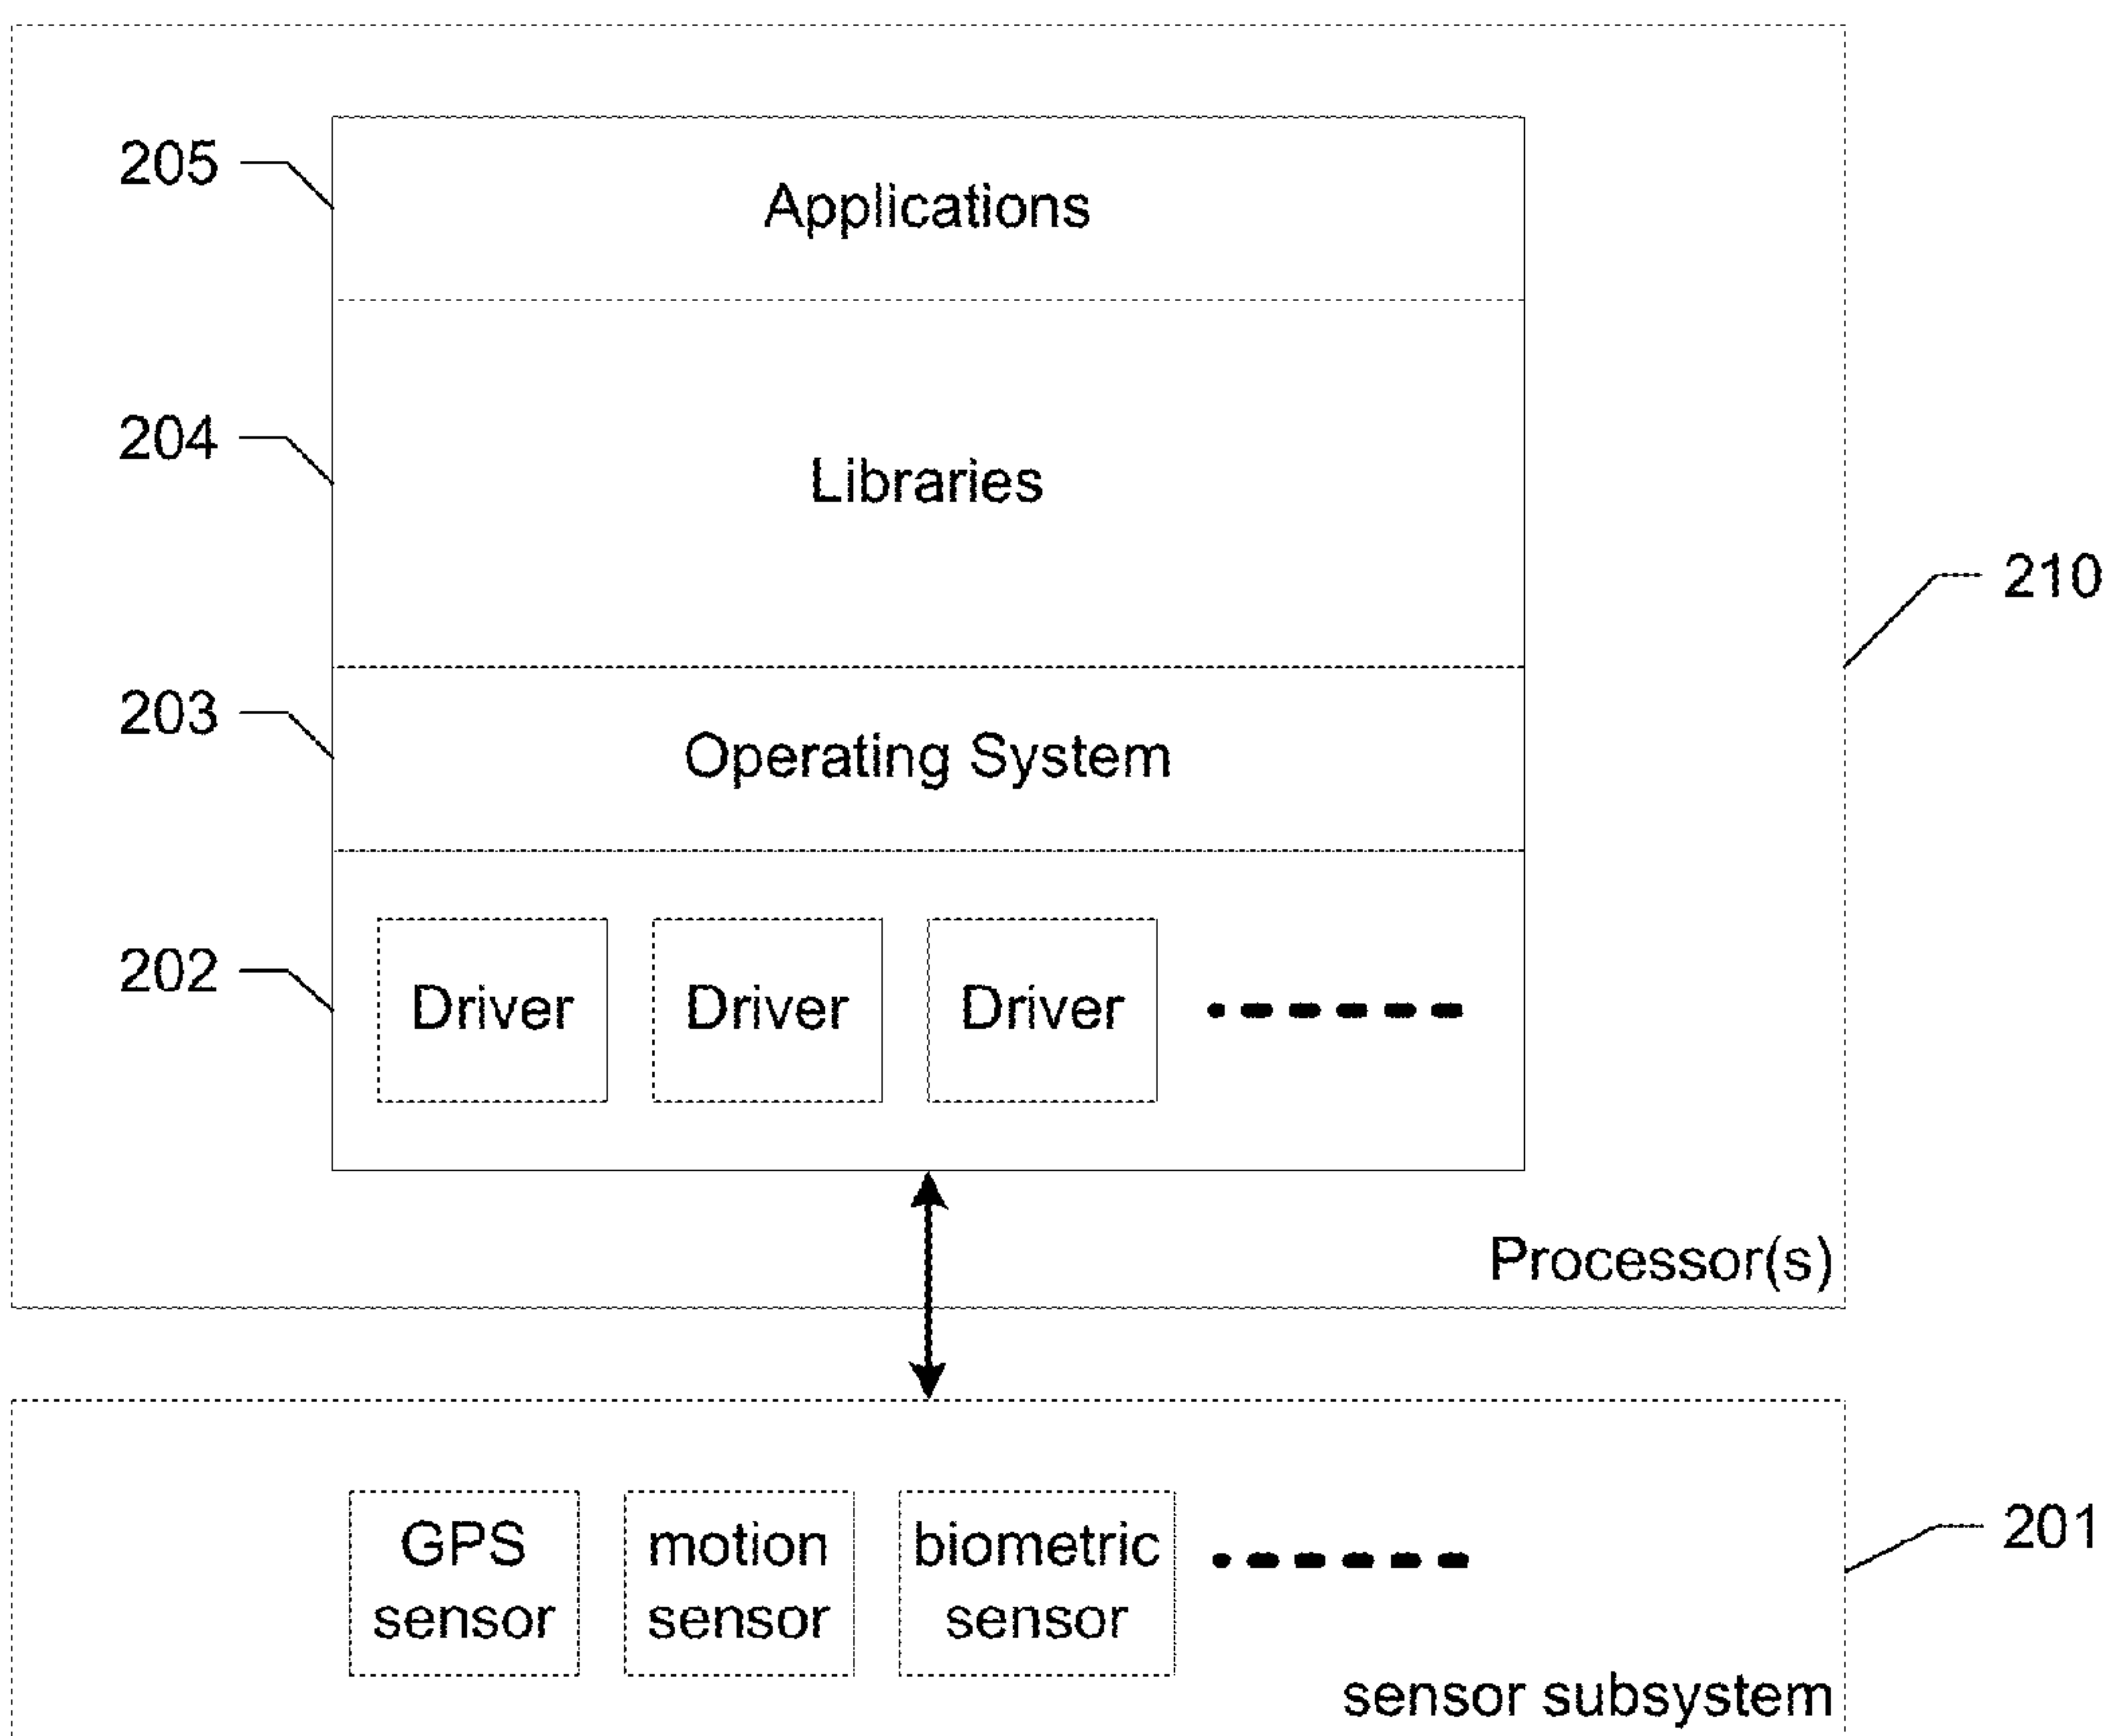 205
Applications
204
Libraries
210
203
Operating System
202
Driver Driver Driver
Processor(s)
GPS sensor
motion sensor
biometric sensor
201
sensor subsystem